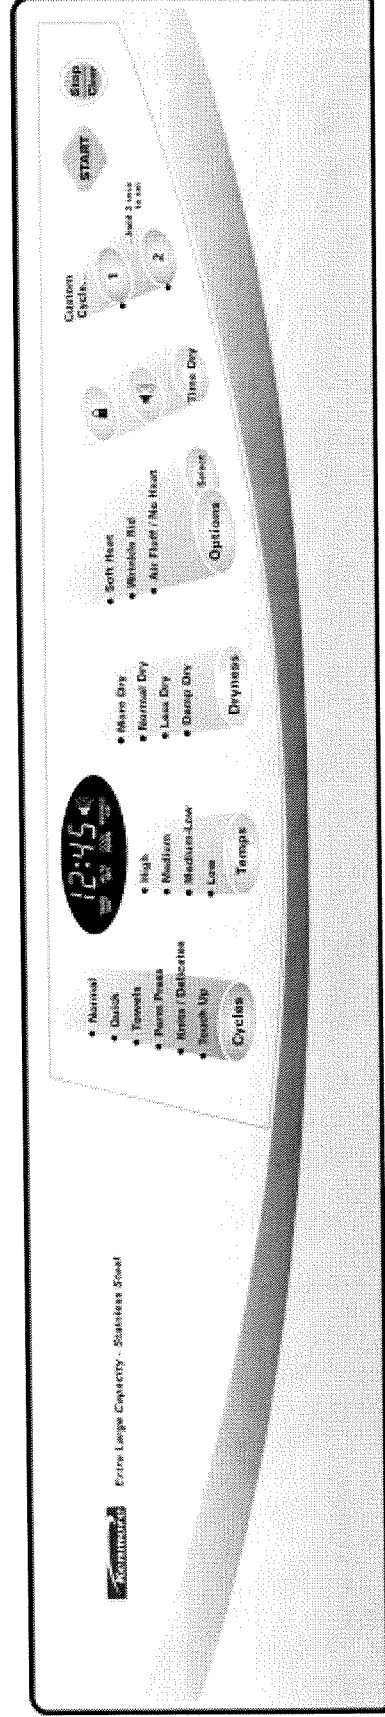 Kenmore
Extra Large Capacity - Stainless Steel
Normal
Quick
Towels
Perm Press
Knits / Delicates
Touch Up
Cycles
12:45
High
Medium
Medium-Low
Low
Temps
More Dry
Normal Dry
Less Dry
Damp Dry
Dryness
Soft Heat
Wrinkle Rid
Air Fluff / No Heat
Options
Select
Time Dry
Custom
Cycle...
1
2
START
Stop
Clear